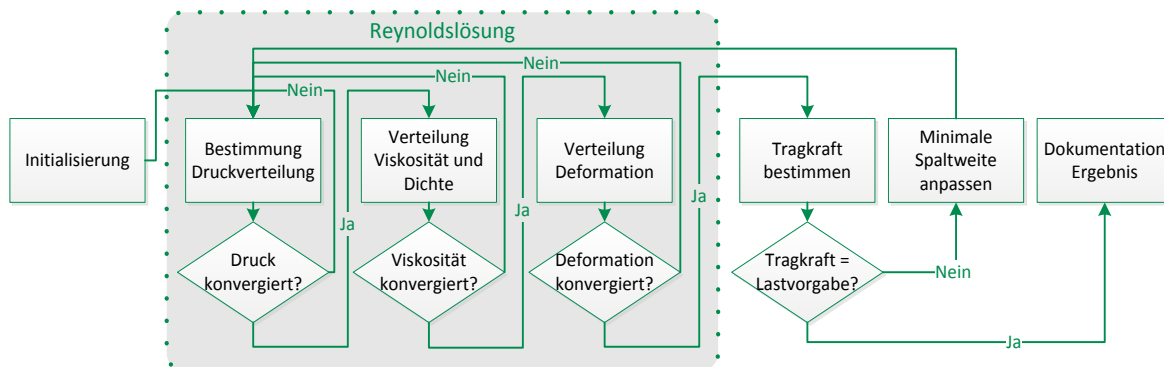 Reynoldslösung
Nein
Nein
Nein
Initialisierung
Bestimmung
Druckverteilung
Verteilung
Viskosität und
Dichte
Verteilung
Deformation
Tragkraft
bestimmen
Minimale
Spaltweite
anpassen
Dokumentation
Ergebnis
Ja
Ja
Ja
Druck
konvergiert?
Viskosität
konvergiert?
Deformation
konvergiert?
Tragkraft =
Lastvorgabe?
Nein
Ja